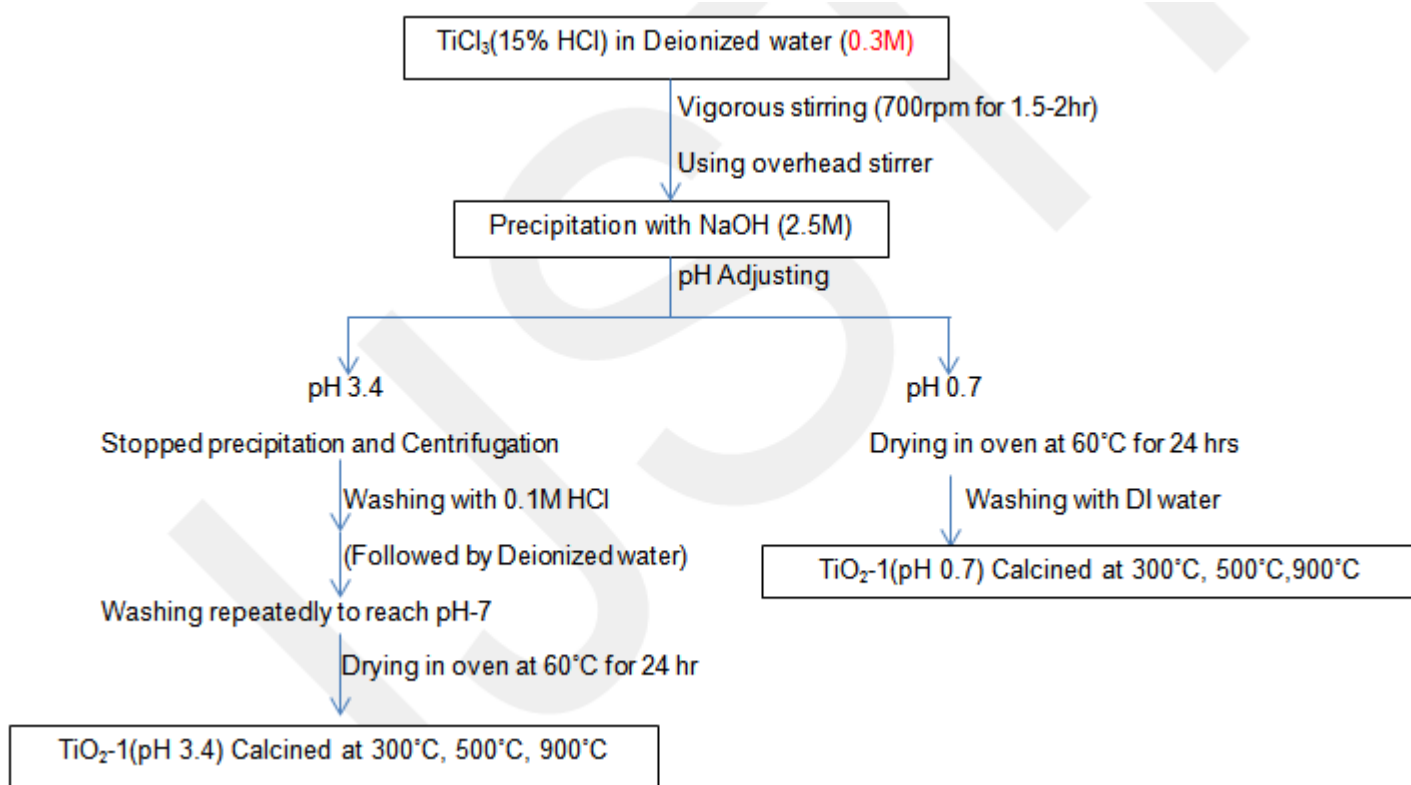 TiCl₃(15% HCl) in Deionized water (0.3M)
Vigorous stirring (700rpm for 1.5-2hr)
Using overhead stirrer
Precipitation with NaOH (2.5M)
pH Adjusting
pH 3.4
Stopped precipitation and Centrifugation
Washing with 0.1M HCl
(Followed by Deionized water)
Washing repeatedly to reach pH-7
Drying in oven at 60°C for 24 hr
TiO₂-1(pH 3.4) Calcined at 300°C, 500°C, 900°C
pH 0.7
Drying in oven at 60°C for 24 hrs
Washing with DI water
TiO₂-1(pH 0.7) Calcined at 300°C, 500°C,900°C